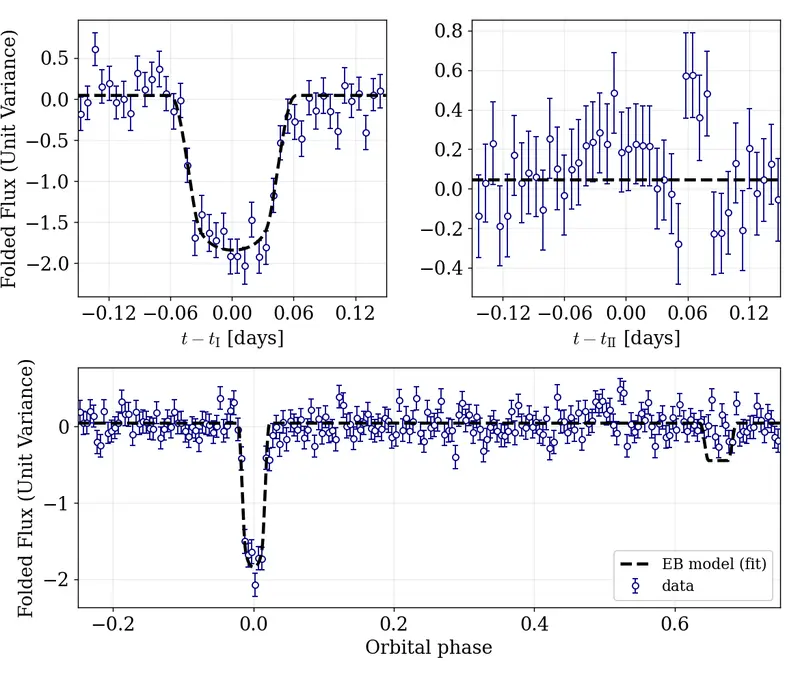 Folded Flux (Unit Variance)
0.5
0.0
−0.5
−1.0
−1.5
−2.0
−0.12 −0.06 0.00 0.06 0.12
t − tI [days]
0.8
0.6
0.4
0.2
0.0
−0.2
−0.4
−0.12 −0.06 0.00 0.06 0.12
t − tII [days]
Folded Flux (Unit Variance)
0
−1
−2
EB model (fit)
data
−0.2 0.0 0.2 0.4 0.6
Orbital phase